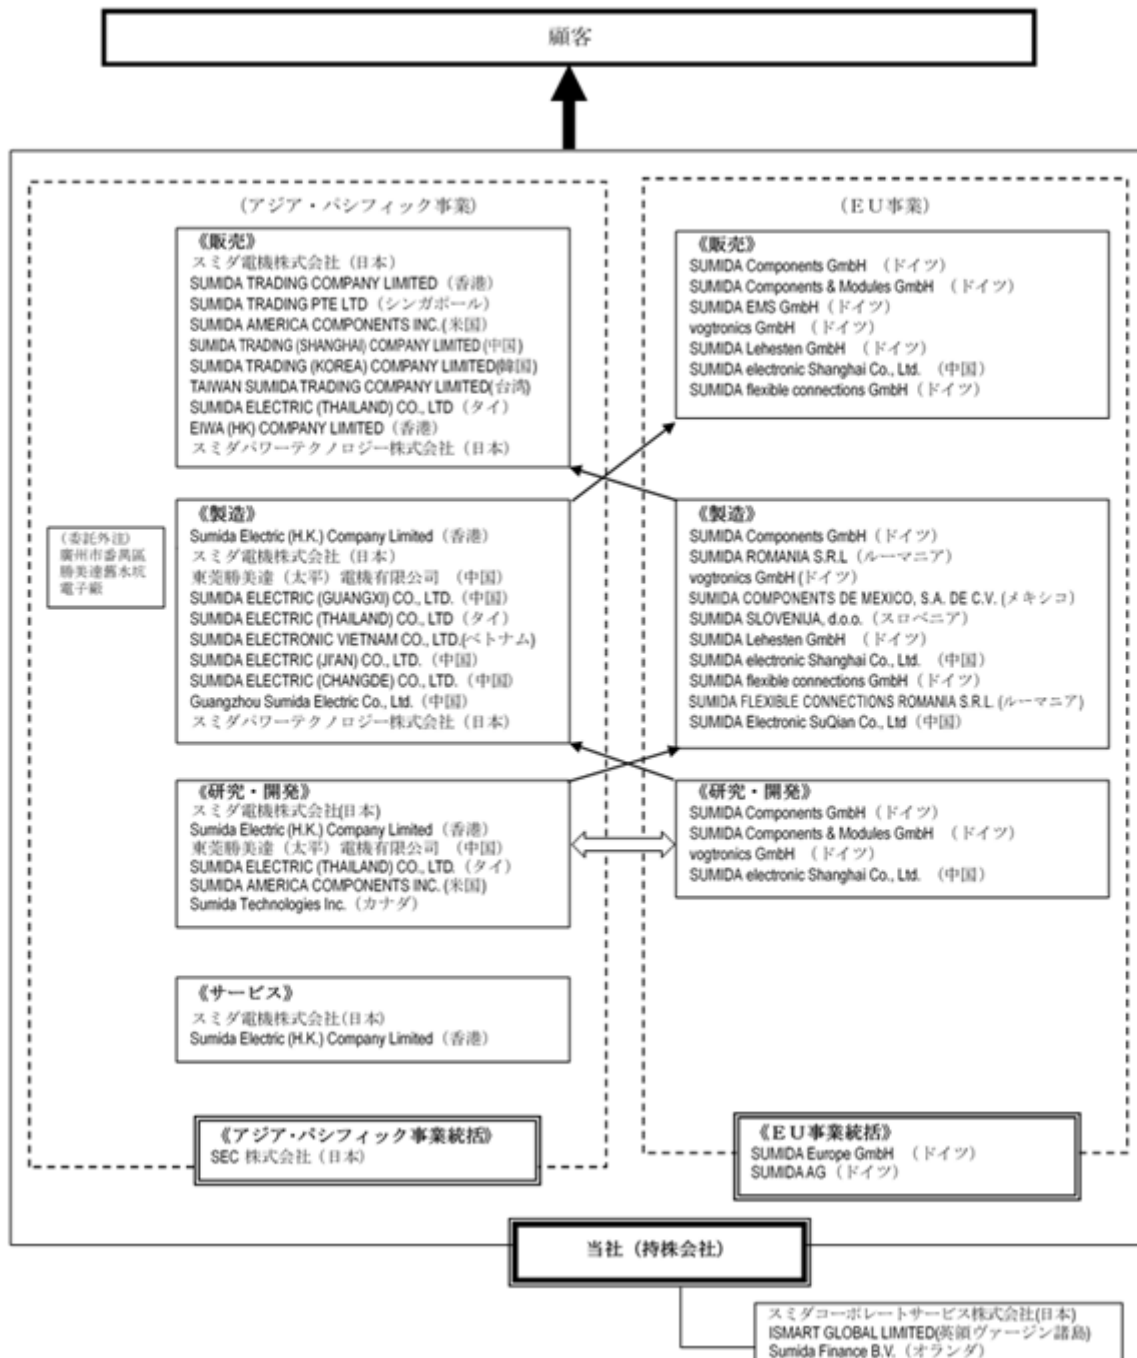 顧客
(アジア・パシフィック事業)
《販売》
スミダ電機株式会社（日本）
SUMIDA TRADING COMPANY LIMITED（香港）
SUMIDA TRADING PTE LTD（シンガポール）
SUMIDA AMERICA COMPONENTS INC.(米国)
SUMIDA TRADING (SHANGHAI) COMPANY LIMITED(中国)
SUMIDA TRADING (KOREA) COMPANY LIMITED(韓国)
TAIWAN SUMIDA TRADING COMPANY LIMITED(台湾)
SUMIDA ELECTRIC (THAILAND) CO., LTD（タイ）
EIWA (HK) COMPANY LIMITED（香港）
スミダパワーテクノロジー株式会社（日本）
《製造》
Sumida Electric (H.K.) Company Limited（香港）
スミダ電機株式会社（日本）
東莞勝美達（太平）電機有限公司　（中国）
SUMIDA ELECTRIC (GUANGXI) CO., LTD.（中国）
SUMIDA ELECTRIC (THAILAND) CO., LTD（タイ）
SUMIDA ELECTRONIC VIETNAM CO., LTD.(ベトナム)
SUMIDA ELECTRIC (JI'AN) CO., LTD.（中国）
SUMIDA ELECTRIC (CHANGDE) CO., LTD.（中国）
Guangzhou Sumida Electric Co., Ltd.（中国）
スミダパワーテクノロジー株式会社（日本）
（委託外注）
廣州市番禺區
勝美達舊水坑
電子廠
《研究・開発》
スミダ電機株式会社(日本)
Sumida Electric (H.K.) Company Limited（香港）
東莞勝美達（太平）電機有限公司　（中国）
SUMIDA ELECTRIC (THAILAND) CO., LTD.（タイ）
SUMIDA AMERICA COMPONENTS INC.(米国)
Sumida Technologies Inc.（カナダ）
《サービス》
スミダ電機株式会社(日本)
Sumida Electric (H.K.) Company Limited（香港）
《アジア・パシフィック事業統括》
SEC 株式会社（日本）
(ＥＵ事業)
《販売》
SUMIDA Components GmbH　（ドイツ）
SUMIDA Components & Modules GmbH　（ドイツ）
SUMIDA EMS GmbH（ドイツ）
vogtronics GmbH　（ドイツ）
SUMIDA Lehesten GmbH　（ドイツ）
SUMIDA electronic Shanghai Co., Ltd.　（中国）
SUMIDA flexible connections GmbH（ドイツ）
《製造》
SUMIDA Components GmbH（ドイツ）
SUMIDA ROMANIA S.R.L（ルーマニア）
vogtronics GmbH (ドイツ)
SUMIDA COMPONENTS DE MEXICO, S.A. DE C.V. (メキシコ)
SUMIDA SLOVENIJA, d.o.o.（スロベニア）
SUMIDA Lehesten GmbH　（ドイツ）
SUMIDA electronic Shanghai Co., Ltd.　（中国）
SUMIDA flexible connections GmbH（ドイツ）
SUMIDA FLEXIBLE CONNECTIONS ROMANIA S.R.L. (ルーマニア)
SUMIDA Electronic SuQian Co., Ltd（中国）
《研究・開発》
SUMIDA Components GmbH（ドイツ）
SUMIDA Components & Modules GmbH　（ドイツ）
vogtronics GmbH　（ドイツ）
SUMIDA electronic Shanghai Co., Ltd.　（中国）
《ＥＵ事業統括》
SUMIDA Europe GmbH　（ドイツ）
SUMIDA AG（ドイツ）
当社（持株会社）
スミダコーポレートサービス株式会社(日本)
ISMART GLOBAL LIMITED(英領ヴァージン諸島)
Sumida Finance B.V.（オランダ）